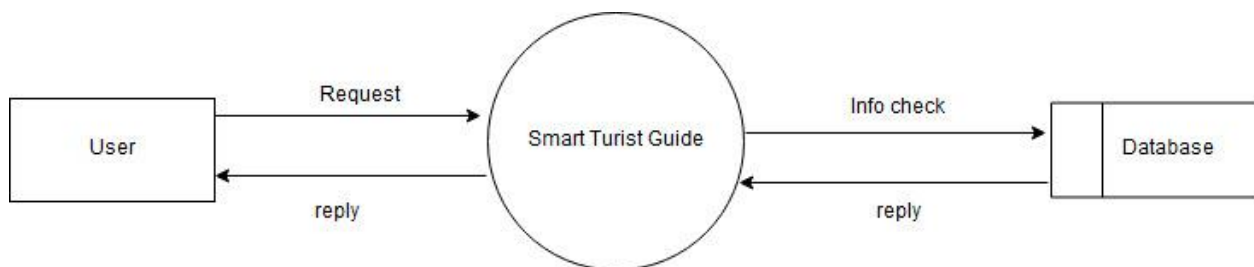 Request
Info check
User
Smart Turist Guide
Database
reply
reply